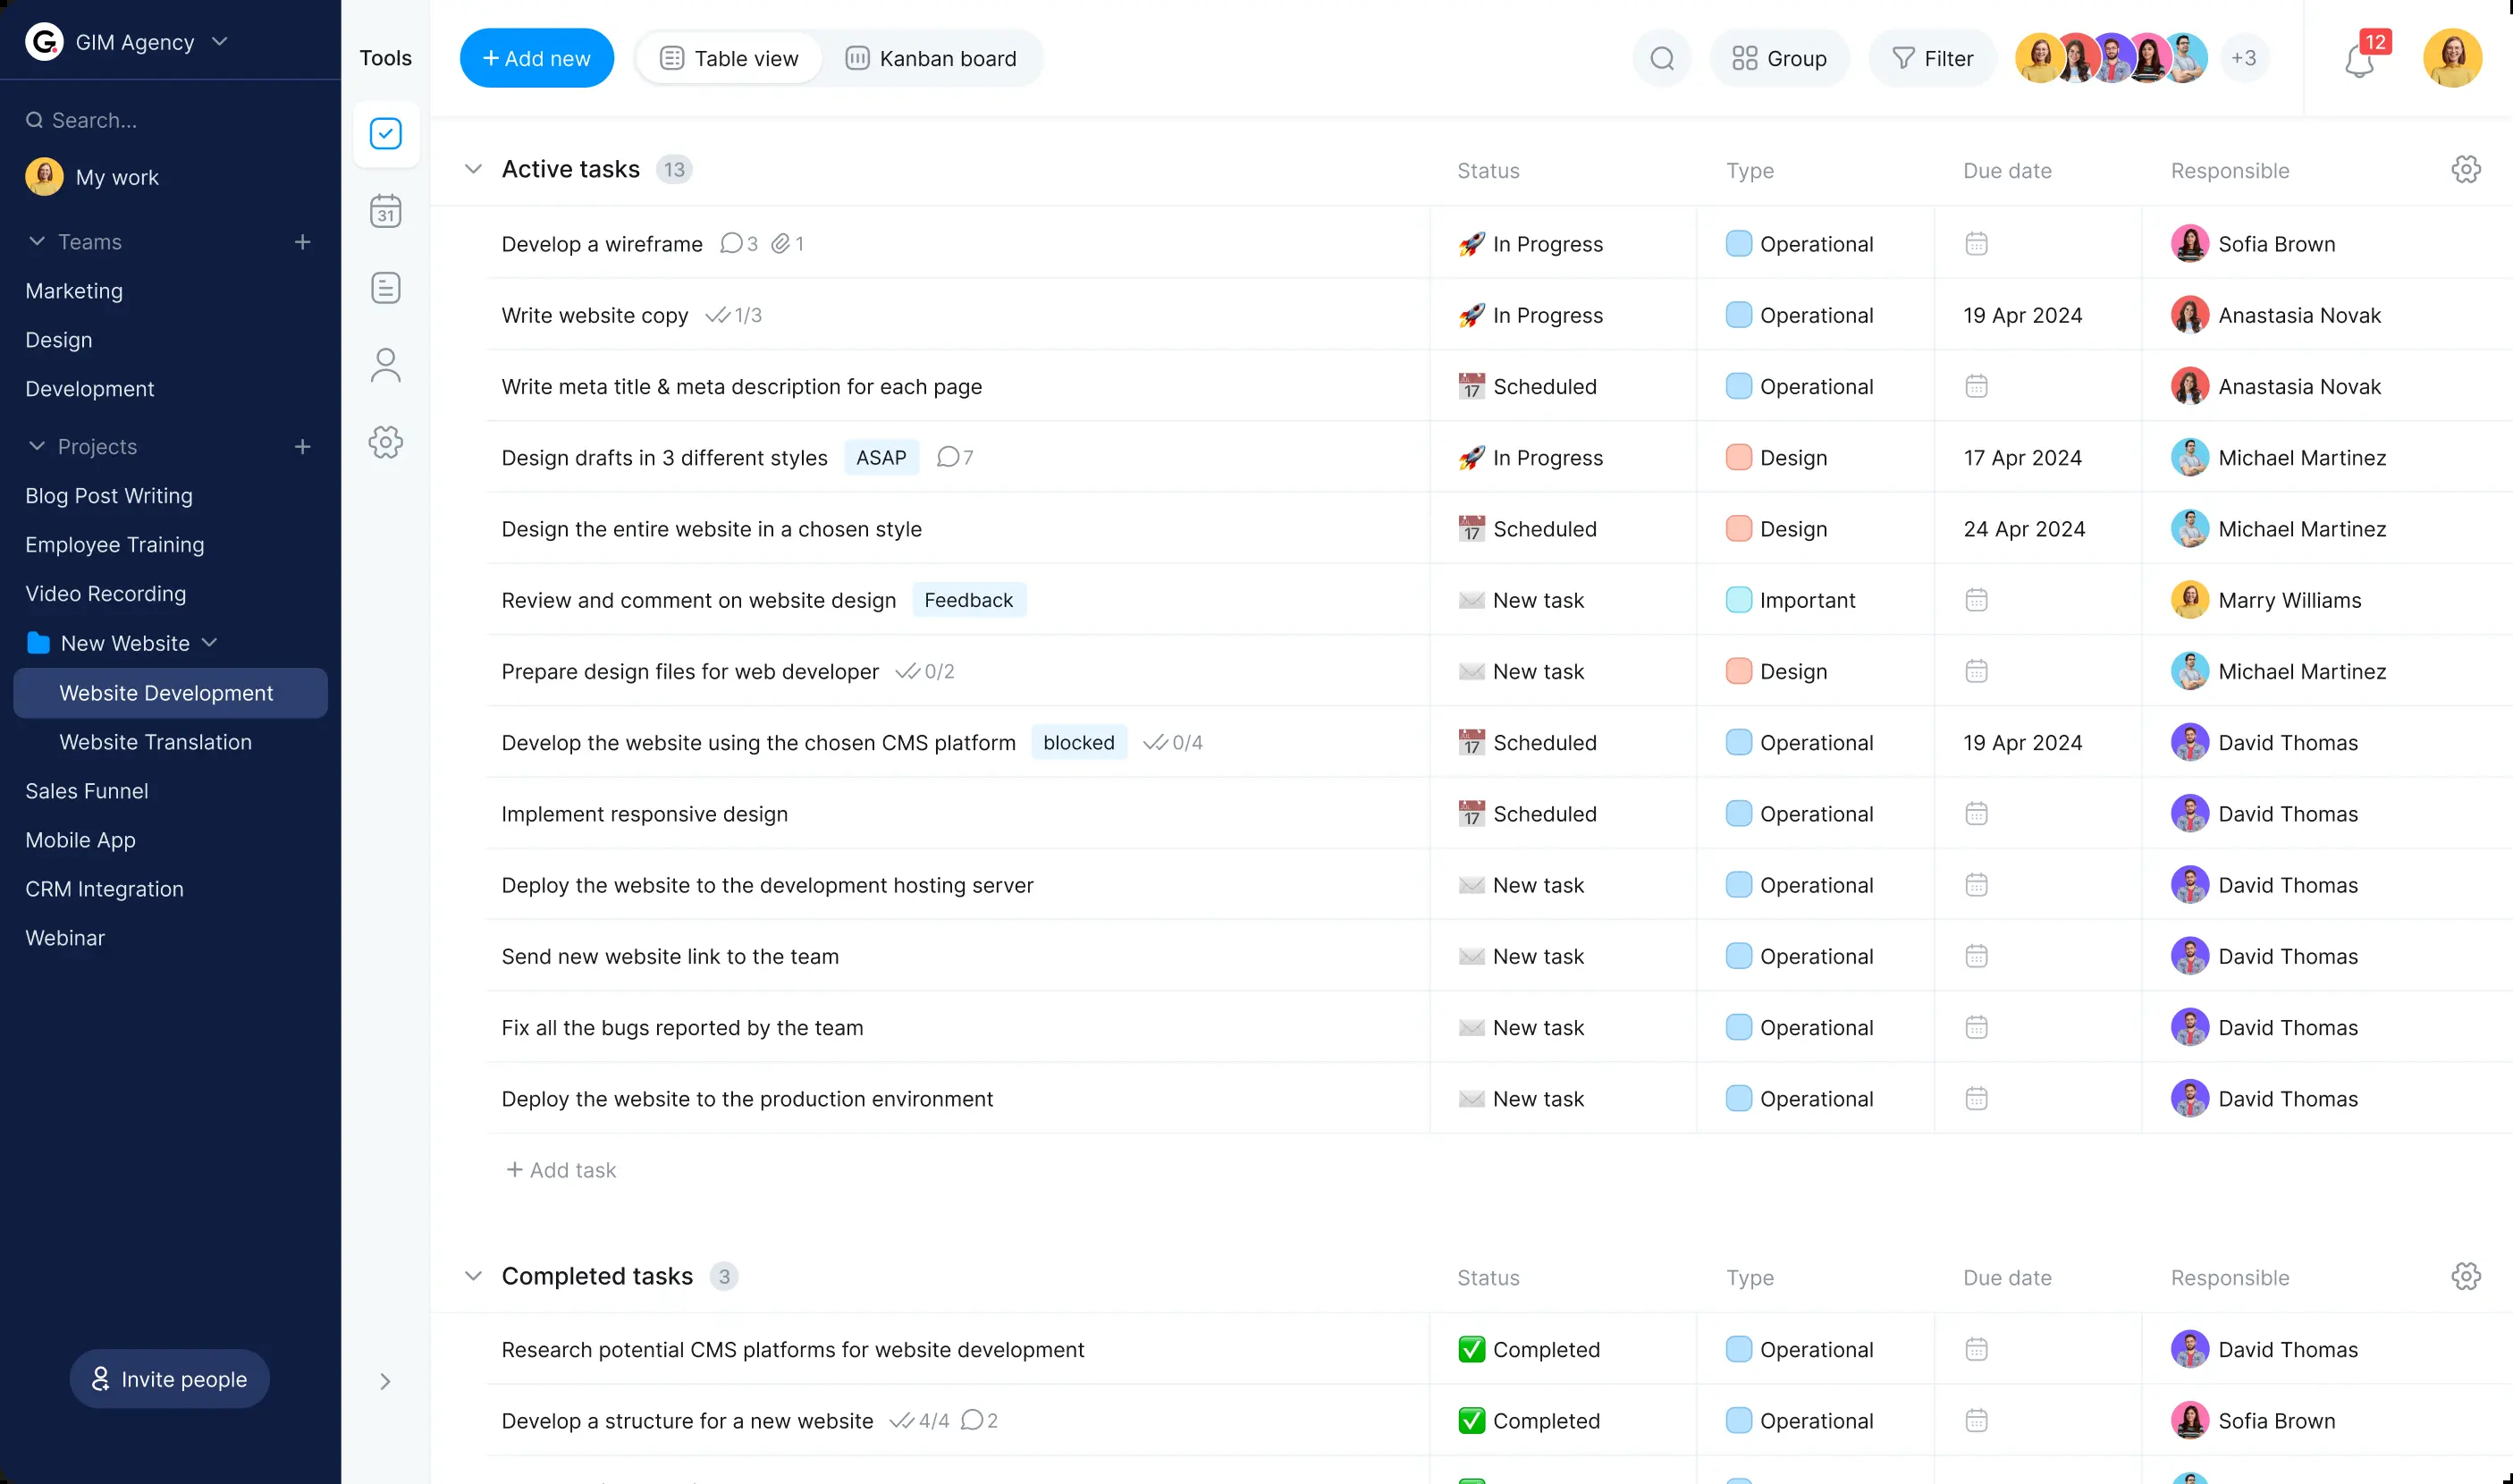 GIM Agency
Search...
My work
Teams
Marketing
Design
Development
Projects
Blog Post Writing
Employee Training
Video Recording
New Website
Website Development
Website Translation
Sales Funnel
Mobile App
CRM Integration
Webinar
Invite people
Tools
31
+ Add new
Table view
Kanban board
Group
Filter
+3
12
Active tasks 13 Status Type Due date Responsible
Develop a wireframe 3 1 In Progress Operational Sofia Brown
Write website copy 1/3 In Progress Operational 19 Apr 2024 Anastasia Novak
Write meta title & meta description for each page 17 Scheduled Operational Anastasia Novak
Design drafts in 3 different styles ASAP 7 In Progress Design 17 Apr 2024 Michael Martinez
Design the entire website in a chosen style 17 Scheduled Design 24 Apr 2024 Michael Martinez
Review and comment on website design Feedback New task Important Marry Williams
Prepare design files for web developer 0/2 New task Design Michael Martinez
Develop the website using the chosen CMS platform blocked 0/4 17 Scheduled Operational 19 Apr 2024 David Thomas
Implement responsive design 17 Scheduled Operational David Thomas
Deploy the website to the development hosting server New task Operational David Thomas
Send new website link to the team New task Operational David Thomas
Fix all the bugs reported by the team New task Operational David Thomas
Deploy the website to the production environment New task Operational David Thomas
+ Add task
Completed tasks 3 Status Type Due date Responsible
Research potential CMS platforms for website development Completed Operational David Thomas
Develop a structure for a new website 4/4 2 Completed Operational Sofia Brown